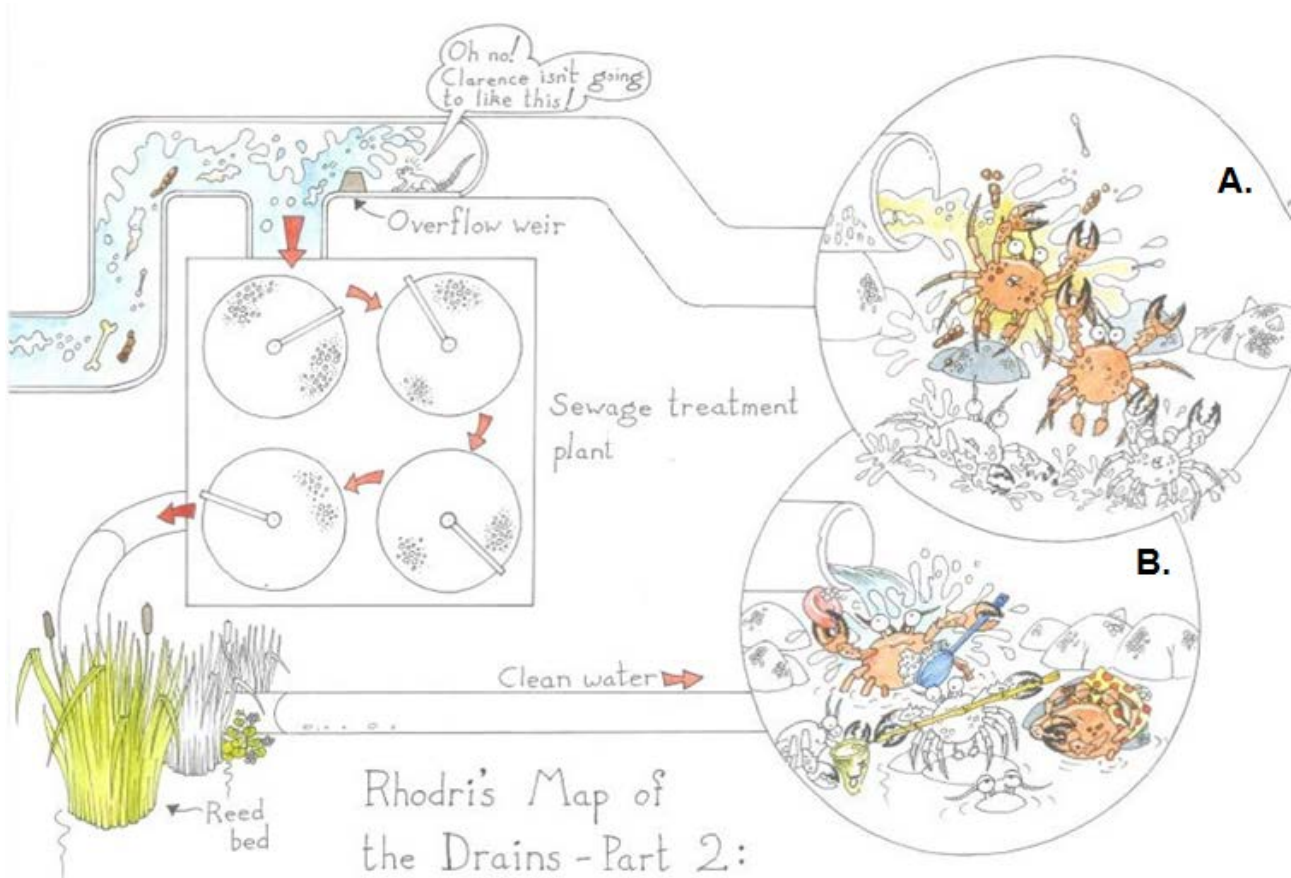 Oh no!
Clarence isn't going
to like this!
A.
Overflow weir
Sewage treatment
plant
B.
Clean water
Reed
bed
Rhodri's Map of
the Drains - Part 2: